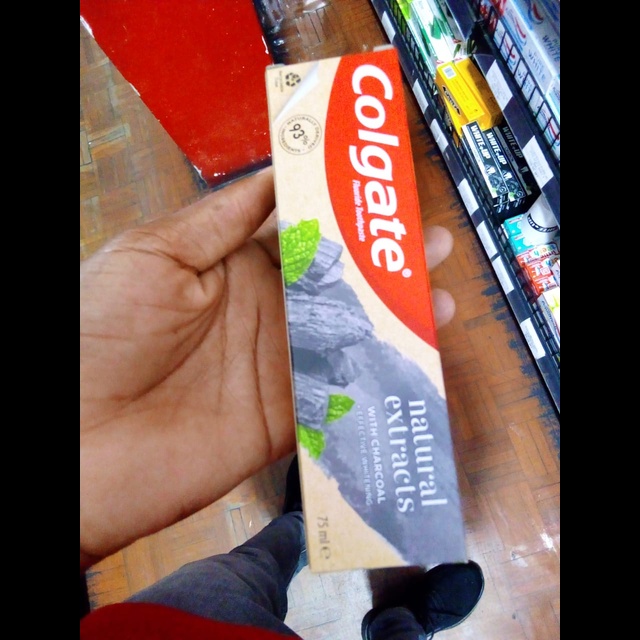 Colgate®
Fluoride Toothpaste
93%
natural
extracts
WITH CHARCOAL
EFFECTIVE WHITENING
75 ml e